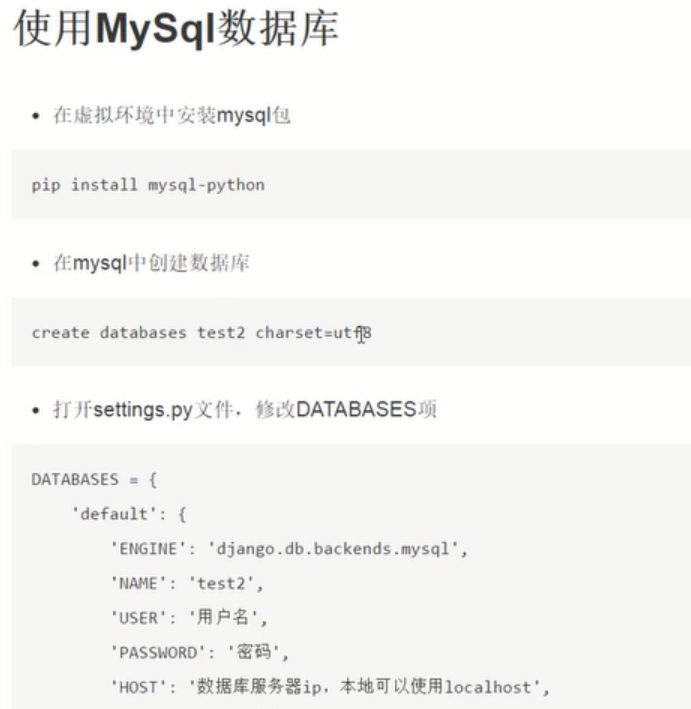 使用MySql数据库
在虚拟环境中安装mysql包
pip install mysql-python
在mysql中创建数据库
create databases test2 charset=utf8
打开settings.py文件，修改DATABASES项
DATABASES = {
    'default': {
        'ENGINE': 'django.db.backends.mysql',
        'NAME': 'test2',
        'USER': '用户名',
        'PASSWORD': '密码',
        'HOST': '数据库服务器ip，本地可以使用localhost',